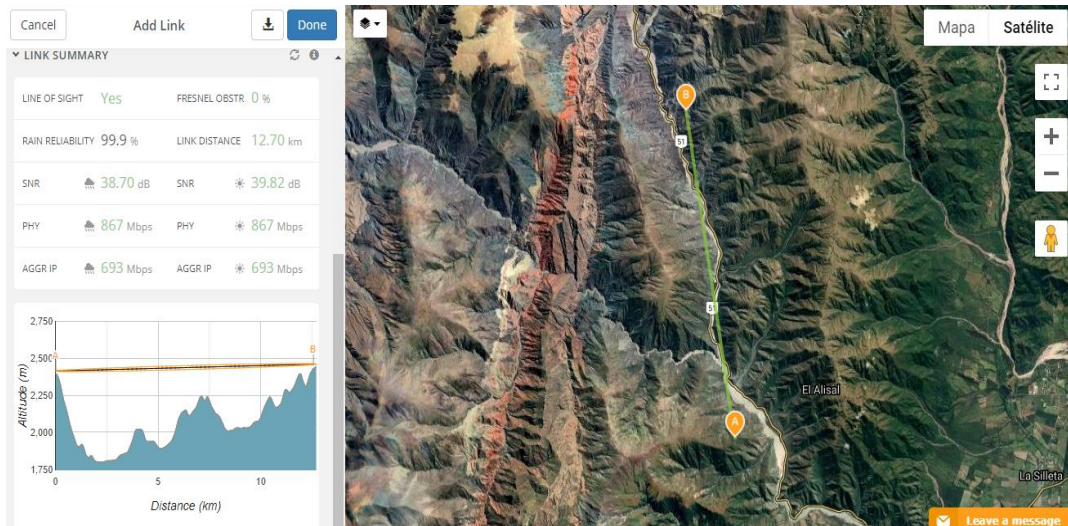 Cancel Add Link Done
LINK SUMMARY
LINE OF SIGHT Yes FRESNEL OBSTR 0 %
RAIN RELIABILITY 99.9 % LINK DISTANCE 12.70 km
SNR 38.70 dB SNR 39.82 dB
PHY 867 Mbps PHY 867 Mbps
AGGR IP 693 Mbps AGGR IP 693 Mbps
2,750
2,500
2,250
2,000
1,750
Altitude (m)
A
B
0 5 10
Distance (km)
Mapa Satélite
B
51
51
El Alisal
A
La Silleta
Leave a message